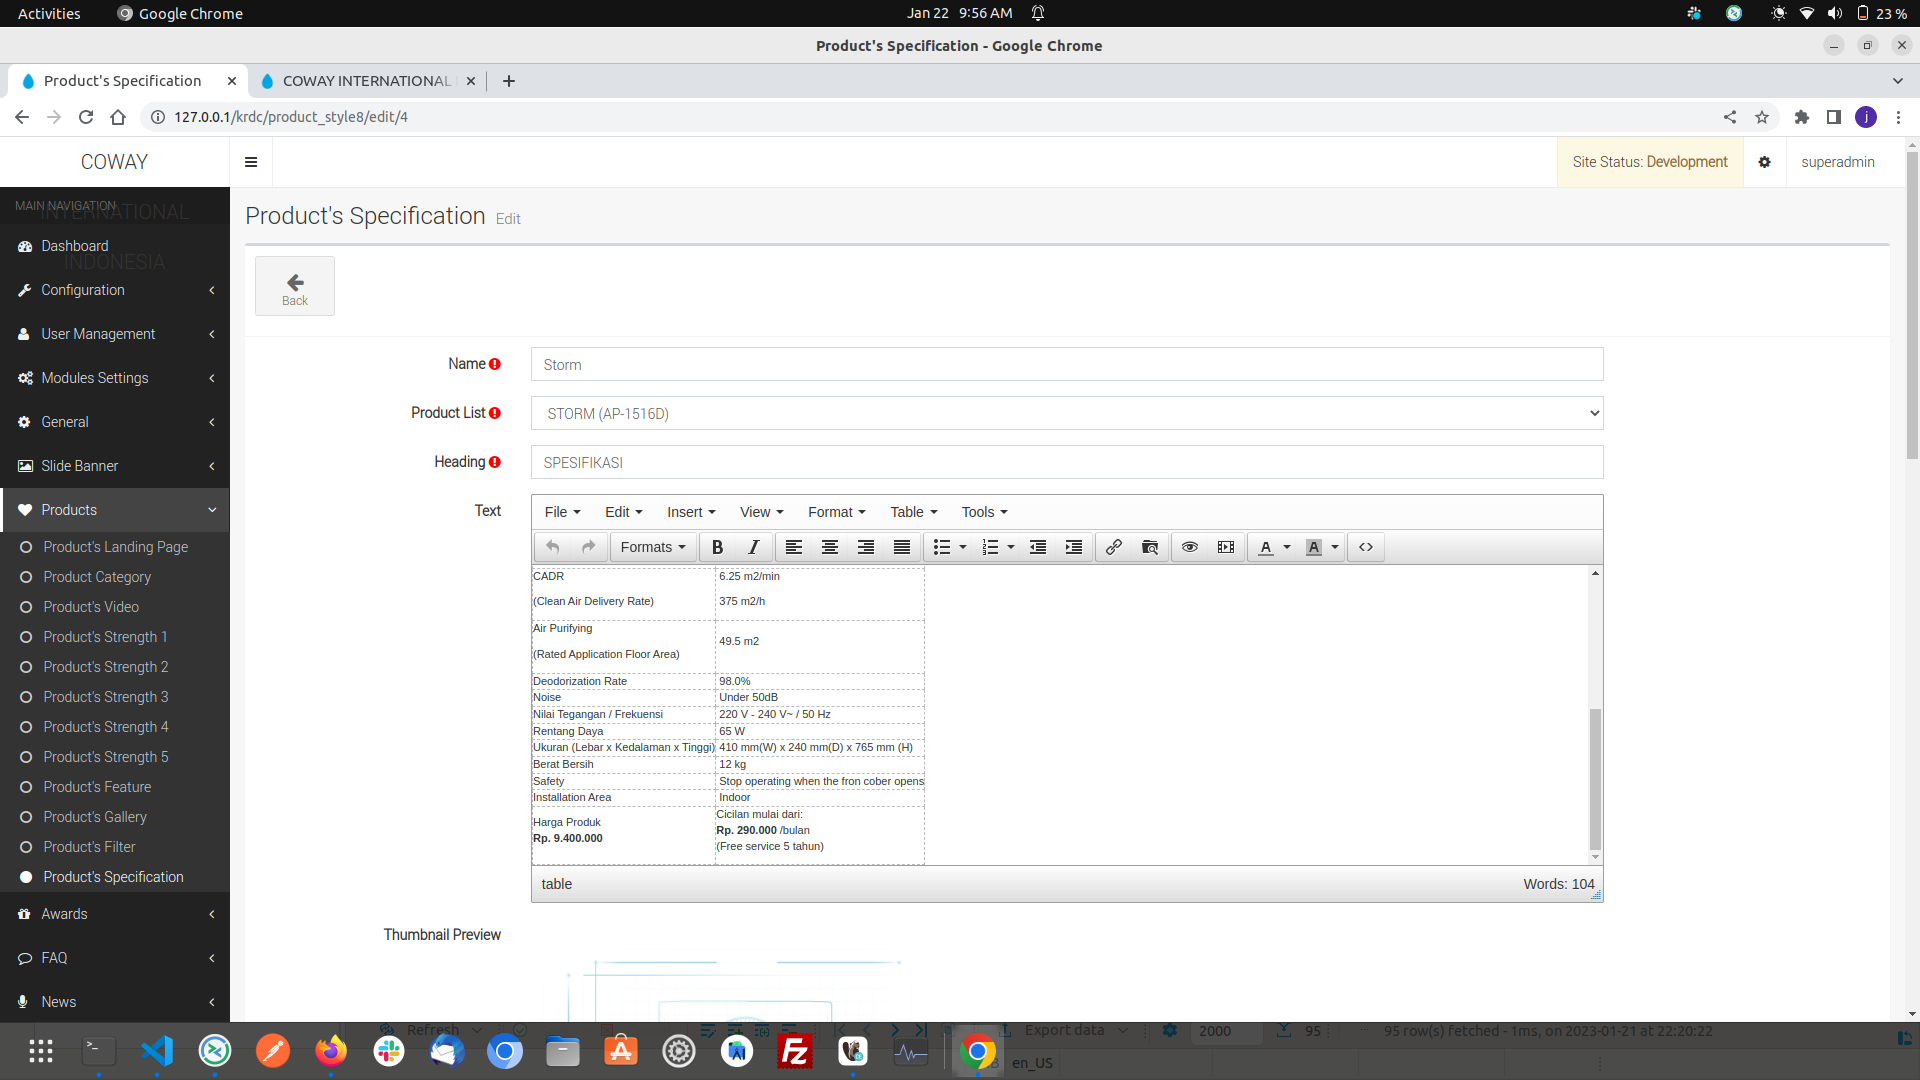 Activities
Google Chrome
Jan 22 9:56 AM
23 %
Product's Specification - Google Chrome
Product's Specification
COWAY INTERNATIONAL
127.0.0.1/krdc/product_style8/edit/4
j
COWAY
INTERNATIONAL
INDONESIA
Site Status: Development
superadmin
MAIN NAVIGATION
Dashboard
Configuration
User Management
Modules Settings
General
Slide Banner
Products
Product's Landing Page
Product Category
Product's Video
Product's Strength 1
Product's Strength 2
Product's Strength 3
Product's Strength 4
Product's Strength 5
Product's Feature
Product's Gallery
Product's Filter
Product's Specification
Awards
FAQ
News
Product's Specification Edit
Back
Name
Storm
Product List
STORM (AP-1516D)
Heading
SPESIFIKASI
Text
File Edit Insert View Format Table Tools
Formats B I A A <>
CADR 6.25 m2/min
(Clean Air Delivery Rate) 375 m2/h
Air Purifying
49.5 m2
(Rated Application Floor Area)
Deodorization Rate 98.0%
Noise Under 50dB
Nilai Tegangan / Frekuensi 220 V - 240 V~ / 50 Hz
Rentang Daya 65 W
Ukuran (Lebar x Kedalaman x Tinggi) 410 mm(W) x 240 mm(D) x 765 mm (H)
Berat Bersih 12 kg
Safety Stop operating when the fron cober opens
Installation Area Indoor
Harga Produk
Rp. 9.400.000
Cicilan mulai dari:
Rp. 290.000 /bulan
(Free service 5 tahun)
table
Words: 104
Thumbnail Preview
Refresh
Export data
2000
95
95 row(s) fetched - 1ms, on 2023-01-21 at 22:20:22
en_US
Fz